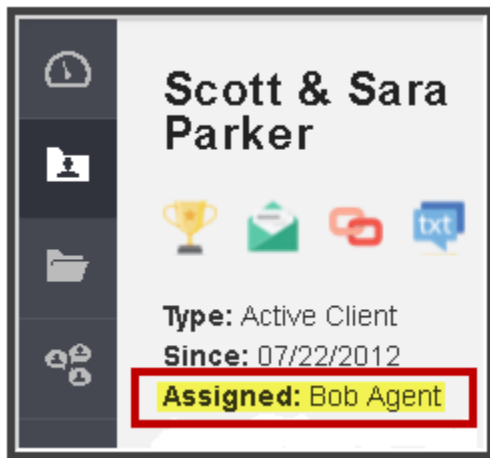 Scott & Sara
Parker
txt
Type: Active Client
Since: 07/22/2012
Assigned: Bob Agent